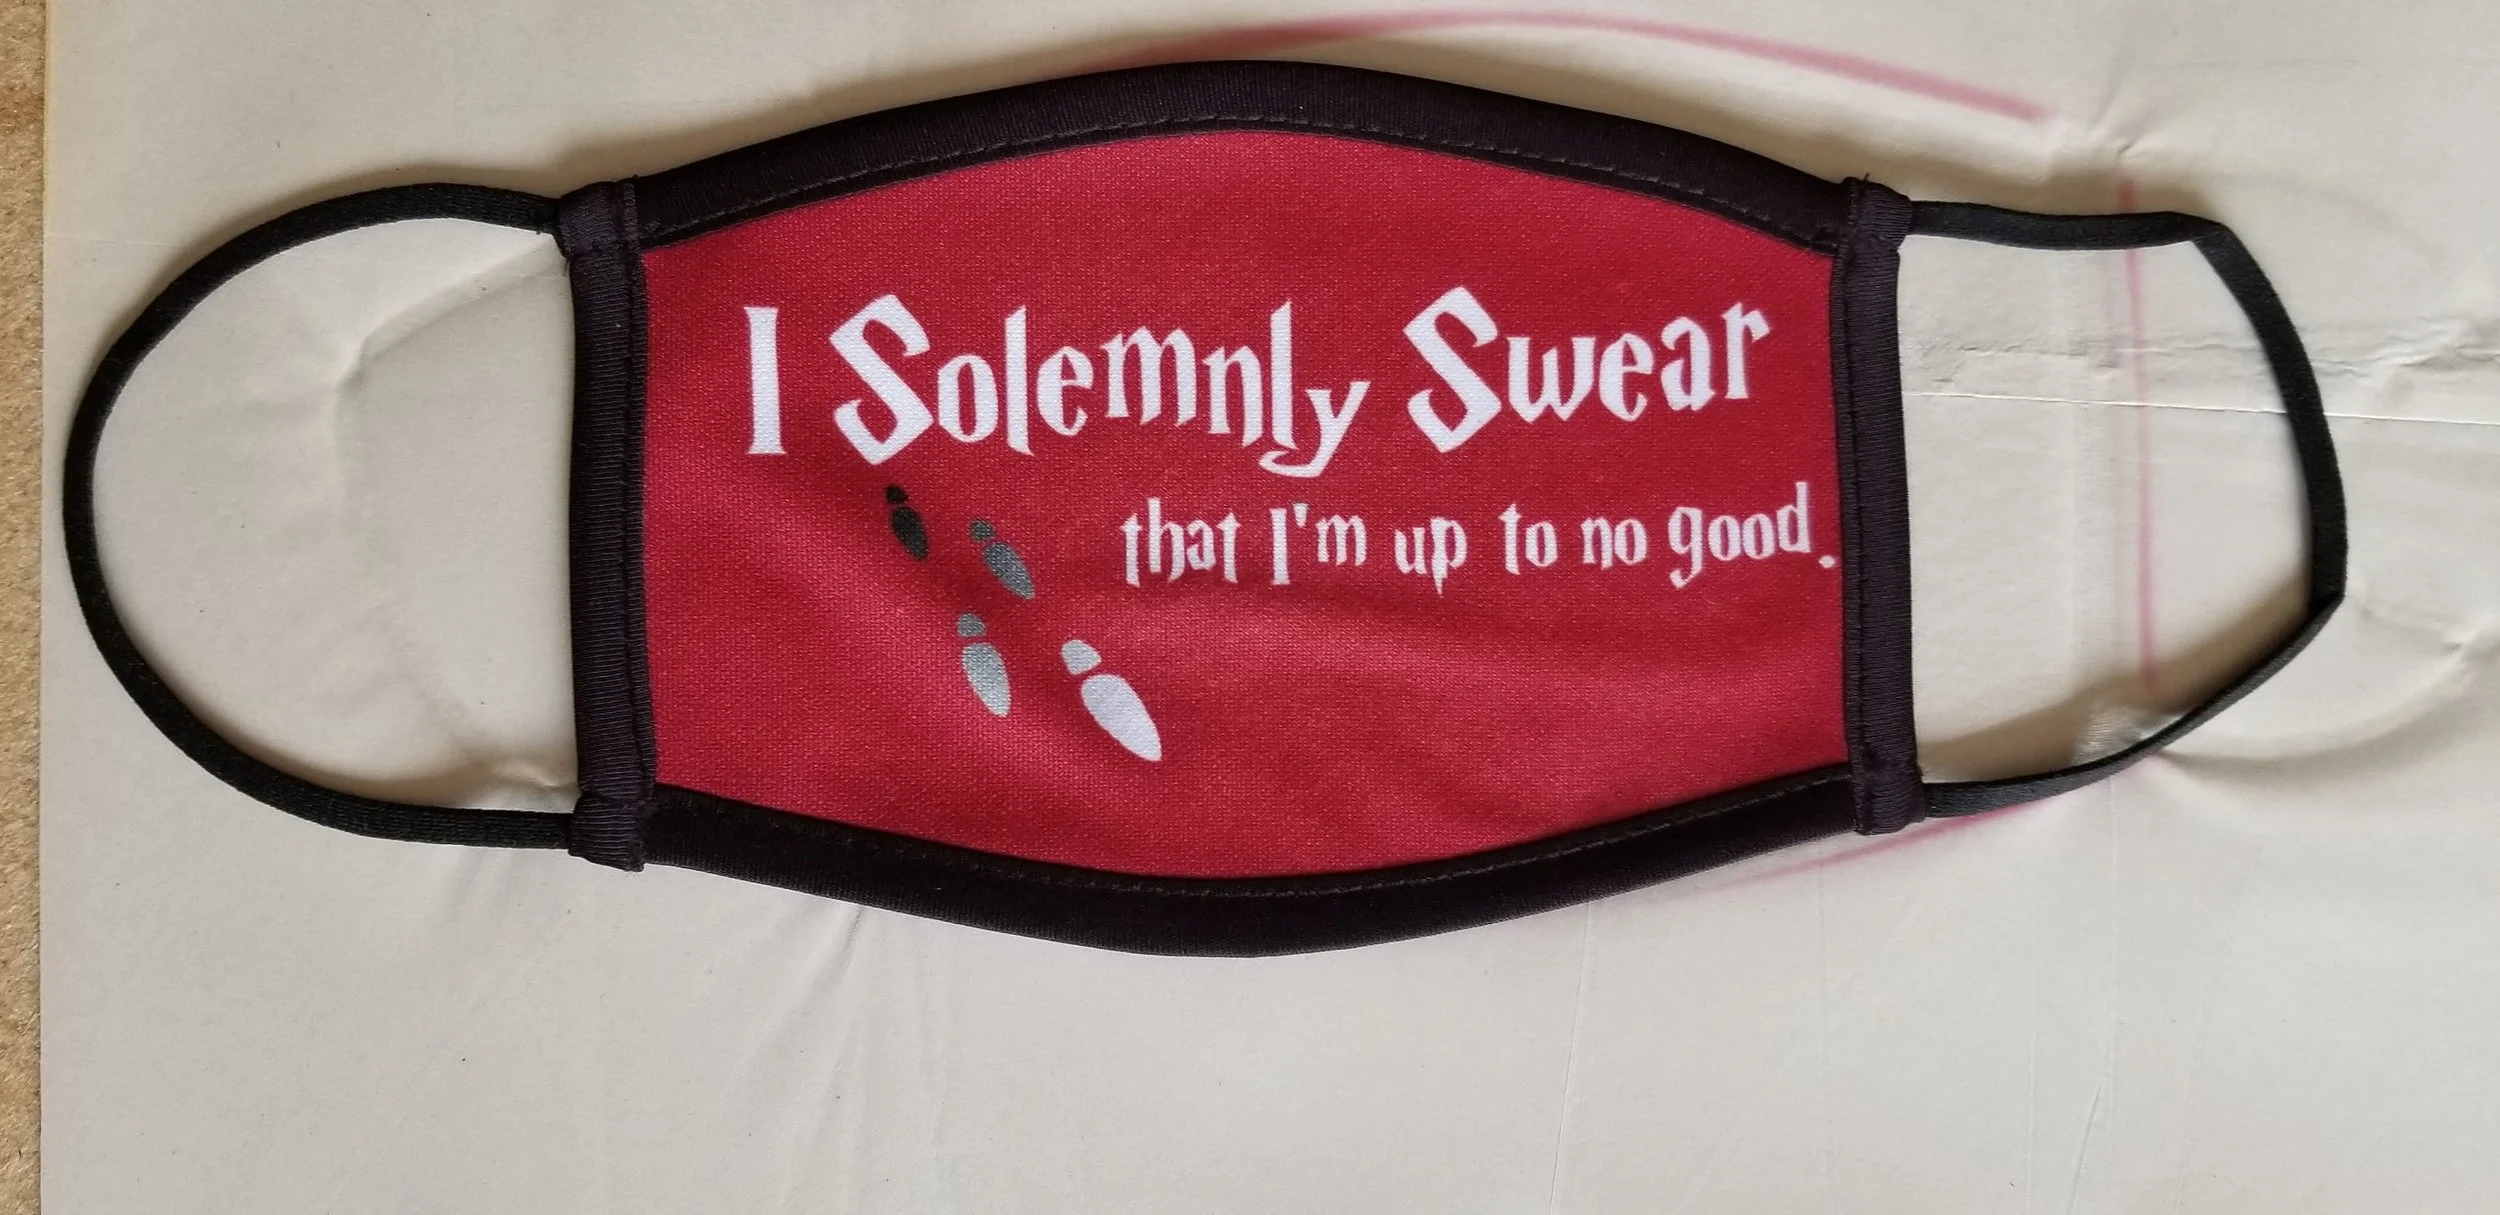 I Solemnly Swear
that I'm up to no good.